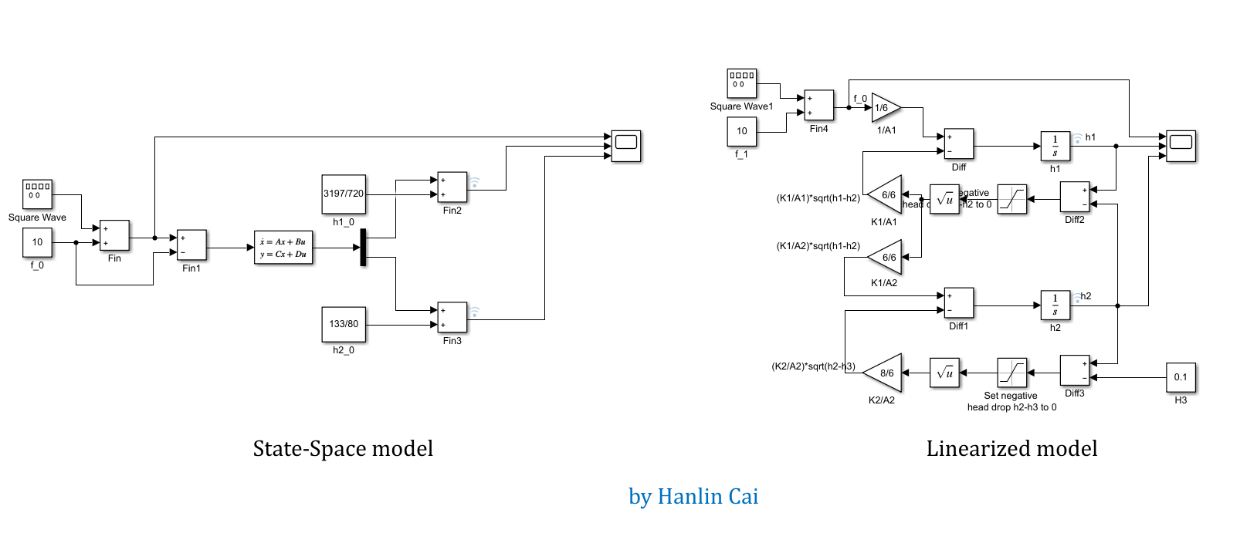 Square Wave
10
f_0
+
+
Fin
+
−
Fin1
ẋ = Ax + Bu
y = Cx + Du
3197/720
h1_0
+
+
Fin2
133/80
h2_0
+
+
Fin3
State-Space model
Square Wave1
10
f_1
+
+
Fin4
f_0
1/6
1/A1
+
−
Diff
1
s
h1
h1
(K1/A1)*sqrt(h1-h2)
6/6
K1/A1
√u
+
−
Diff2
(K1/A2)*sqrt(h1-h2)
6/6
K1/A2
+
−
Diff1
1
s
h2
h2
(K2/A2)*sqrt(h2-h3)
8/6
K2/A2
√u
Set negative
head drop h2-h3 to 0
+
−
Diff3
0.1
H3
Linearized model
by Hanlin Cai